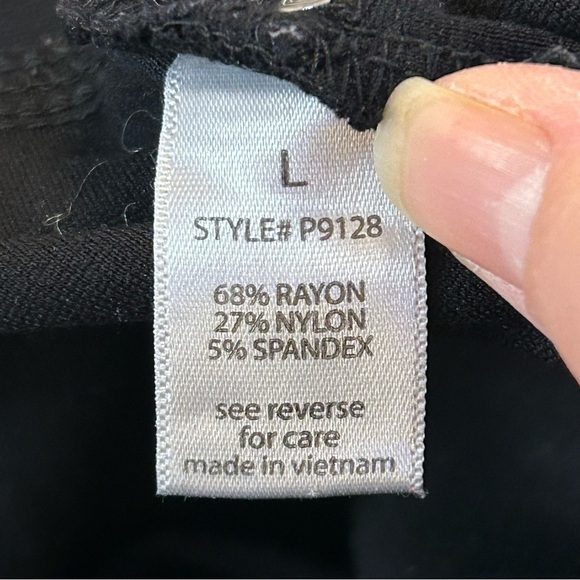 L
STYLE# P9128
68% RAYON
27% NYLON
5% SPANDEX
see reverse
for care
made in vietnam